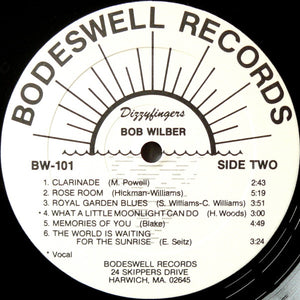 BODESWELL RECORDS
Dizzyfingers
BOB WILBER
BW-101 SIDE TWO
1. CLARINADE (M. Powell) 2:43
2. ROSE ROOM (Hickman-Williams) 5:19
3. ROYAL GARDEN BLUES (S. Williams-C. Williams) 3:51
*4. WHAT A LITTLE MOONLIGHT CAN DO (H. Woods) 3:00
5. MEMORIES OF YOU (Blake) 4:49
6. THE WORLD IS WAITING
FOR THE SUNRISE (E. Seitz) 3:24
* Vocal
BODESWELL RECORDS
24 SKIPPERS DRIVE
HARWICH, MA. 02645